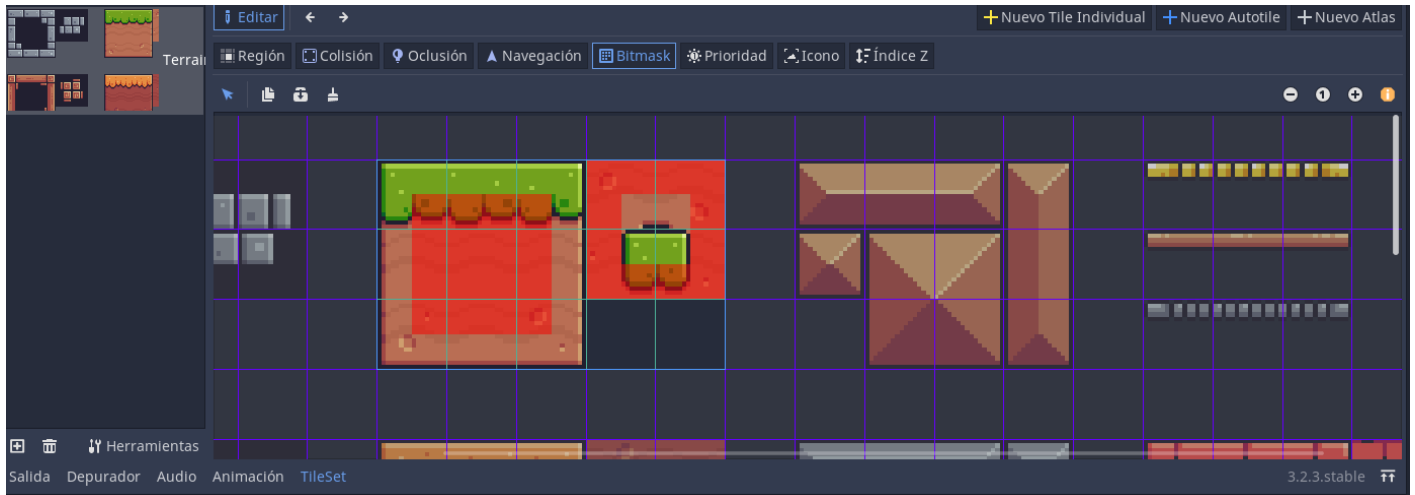 Editar
Nuevo Tile Individual
Nuevo Autotile
Nuevo Atlas
Región
Colisión
Oclusión
Navegación
Bitmask
Prioridad
Icono
Índice Z
1
Terrai
Herramientas
Salida
Depurador
Audio
Animación
TileSet
3.2.3.stable